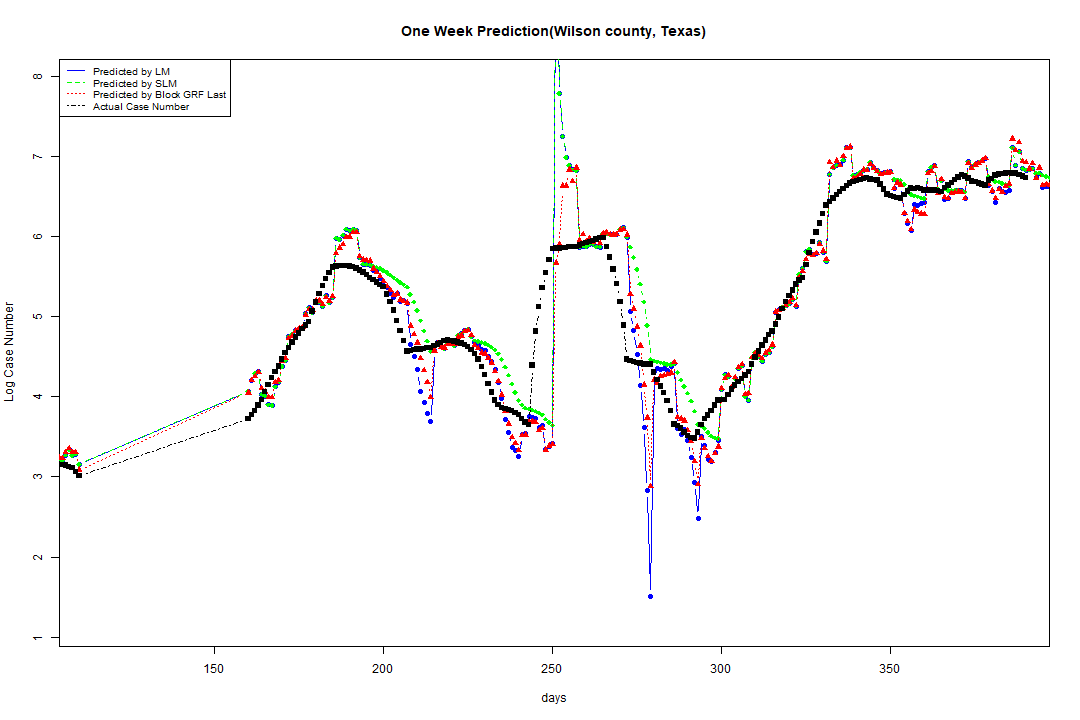 One Week Prediction(Wilson county, Texas)
Predicted by LM
Predicted by SLM
Predicted by Block GRF Last
Actual Case Number
8
7
6
5
4
3
2
1
Log Case Number
150 200 250 300 350
days